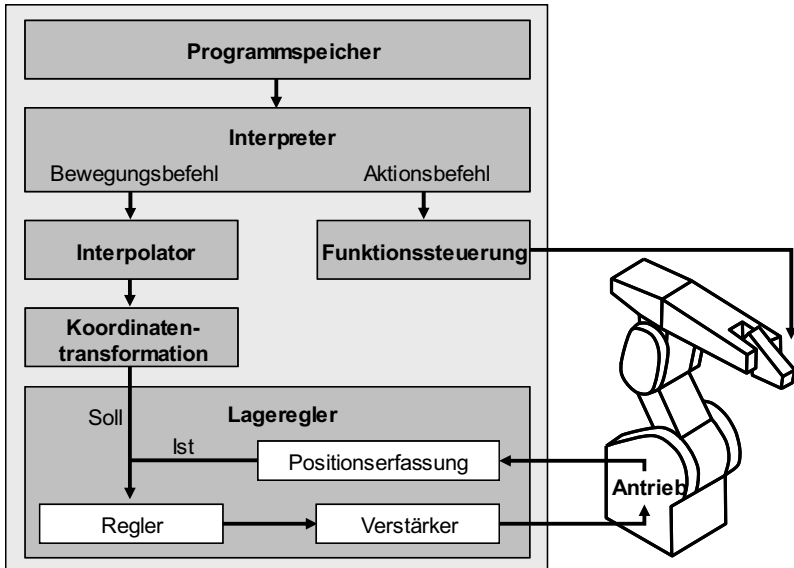 Programmspeicher
Interpreter
Bewegungsbefehl
Aktionsbefehl
Interpolator
Funktionssteuerung
Koordinaten-
transformation
Soll
Lageregler
Ist
Positionserfassung
Antrieb
Regler
Verstärker